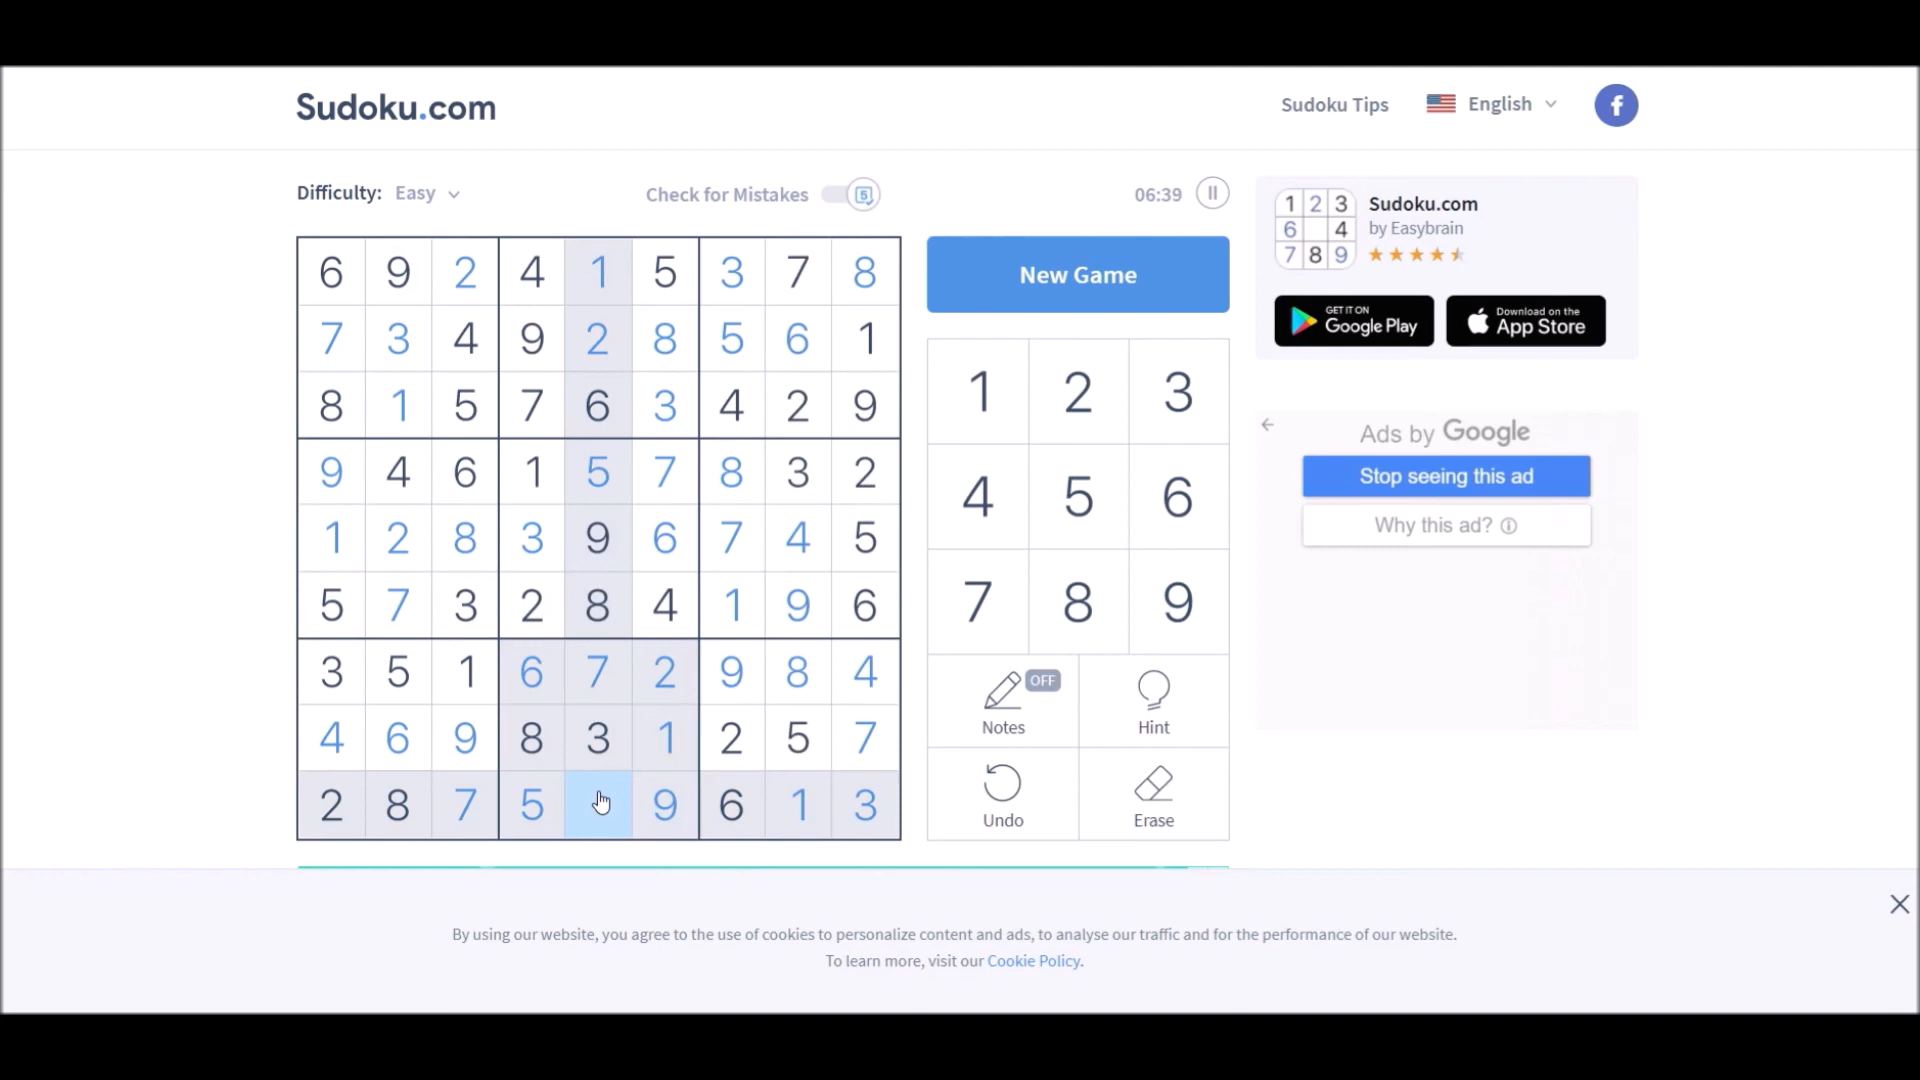 Sudoku.com
Sudoku Tips
English
f
Difficulty: Easy
Check for Mistakes
5
06:39
6 9 2 4 1 5 3 7 8
7 3 4 9 2 8 5 6 1
8 1 5 7 6 3 4 2 9
9 4 6 1 5 7 8 3 2
1 2 8 3 9 6 7 4 5
5 7 3 2 8 4 1 9 6
3 5 1 6 7 2 9 8 4
4 6 9 8 3 1 2 5 7
2 8 7 5 9 6 1 3
New Game
1 2 3
4 5 6
7 8 9
OFF
Notes
Hint
Undo
Erase
1 2 3
6 4
7 8 9
Sudoku.com
by Easybrain
GET IT ON
Google Play
Download on the
App Store
Ads by Google
Stop seeing this ad
Why this ad?
By using our website, you agree to the use of cookies to personalize content and ads, to analyse our traffic and for the performance of our website.
To learn more, visit our Cookie Policy.